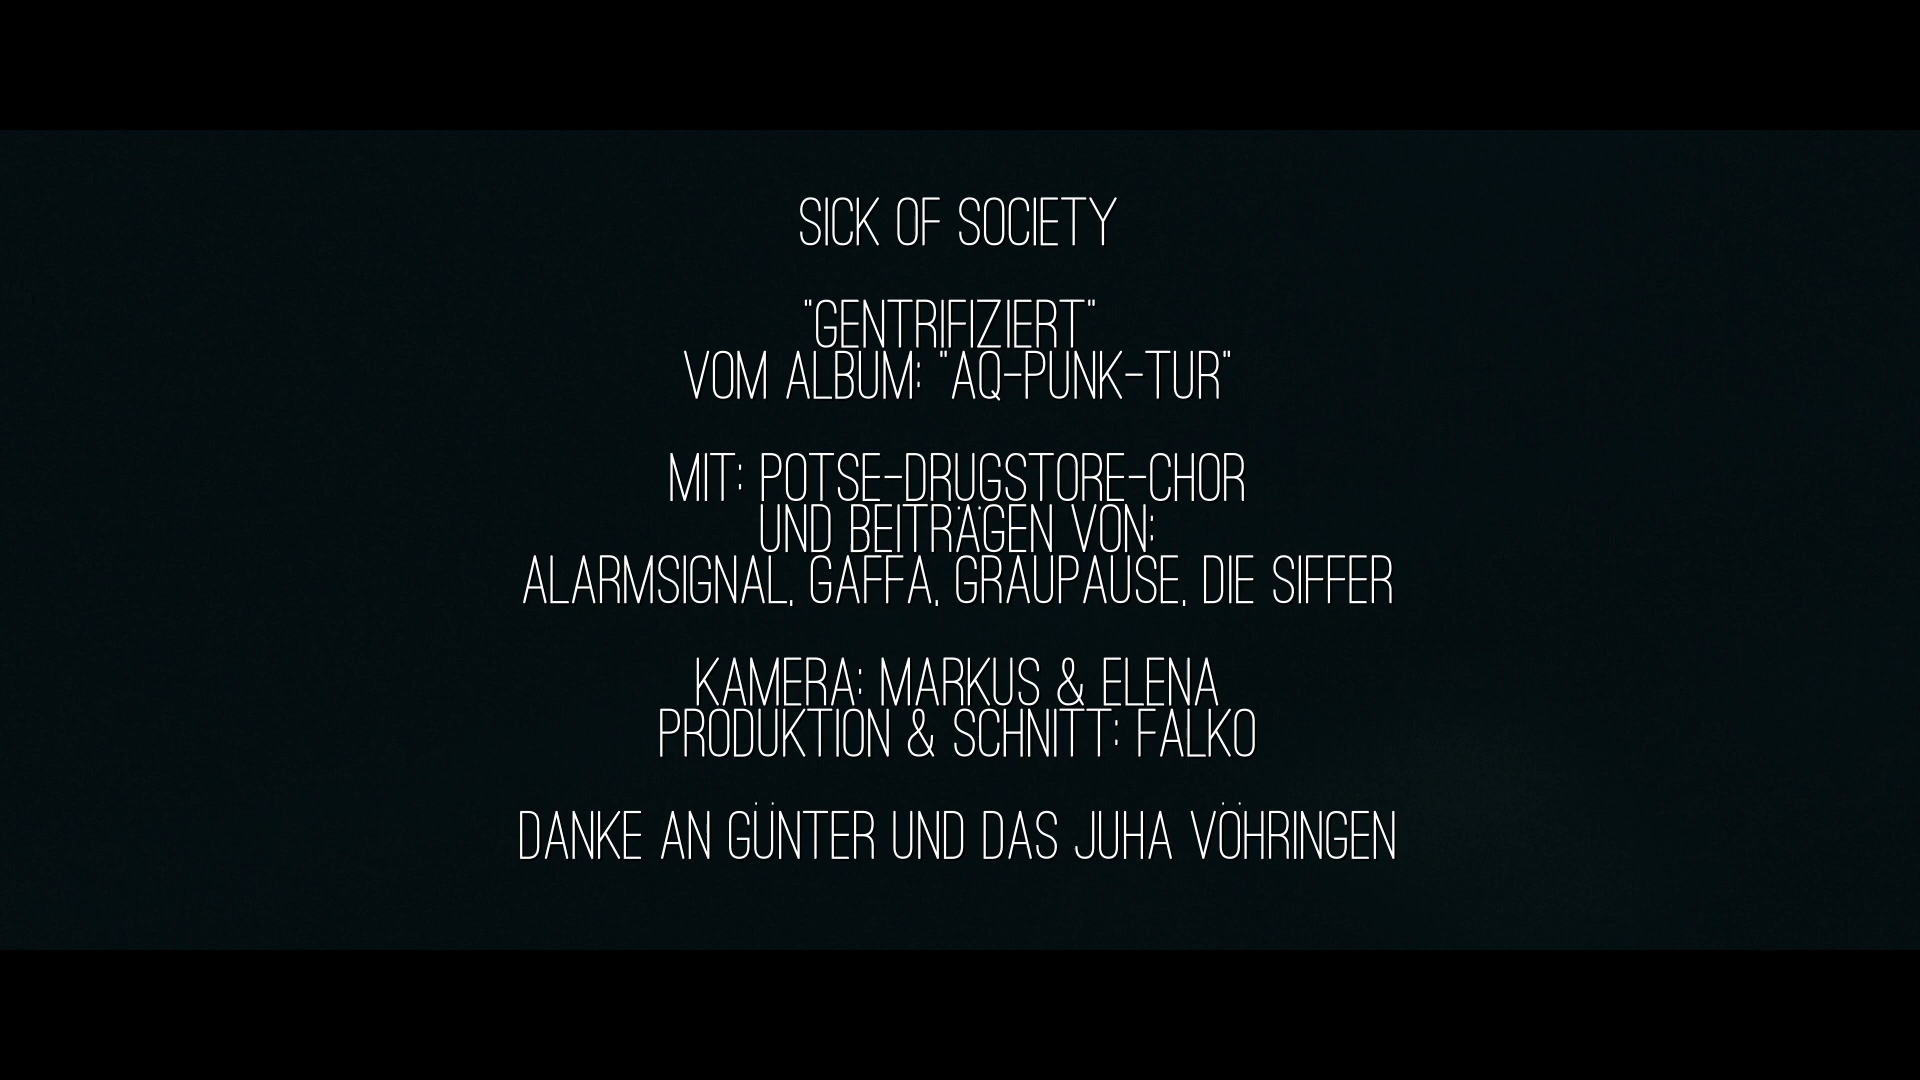 SICK OF SOCIETY
"GENTRIFIZIERT"
VOM ALBUM: "AQ-PUNK-TUR"
MIT: POTSE-DRUGSTORE-CHOR
UND BEITRÄGEN VON:
ALARMSIGNAL, GAFFA, GRAUPAUSE, DIE SIFFER
KAMERA: MARKUS & ELENA
PRODUKTION & SCHNITT: FALKO
DANKE AN GÜNTER UND DAS JUHA VÖHRINGEN